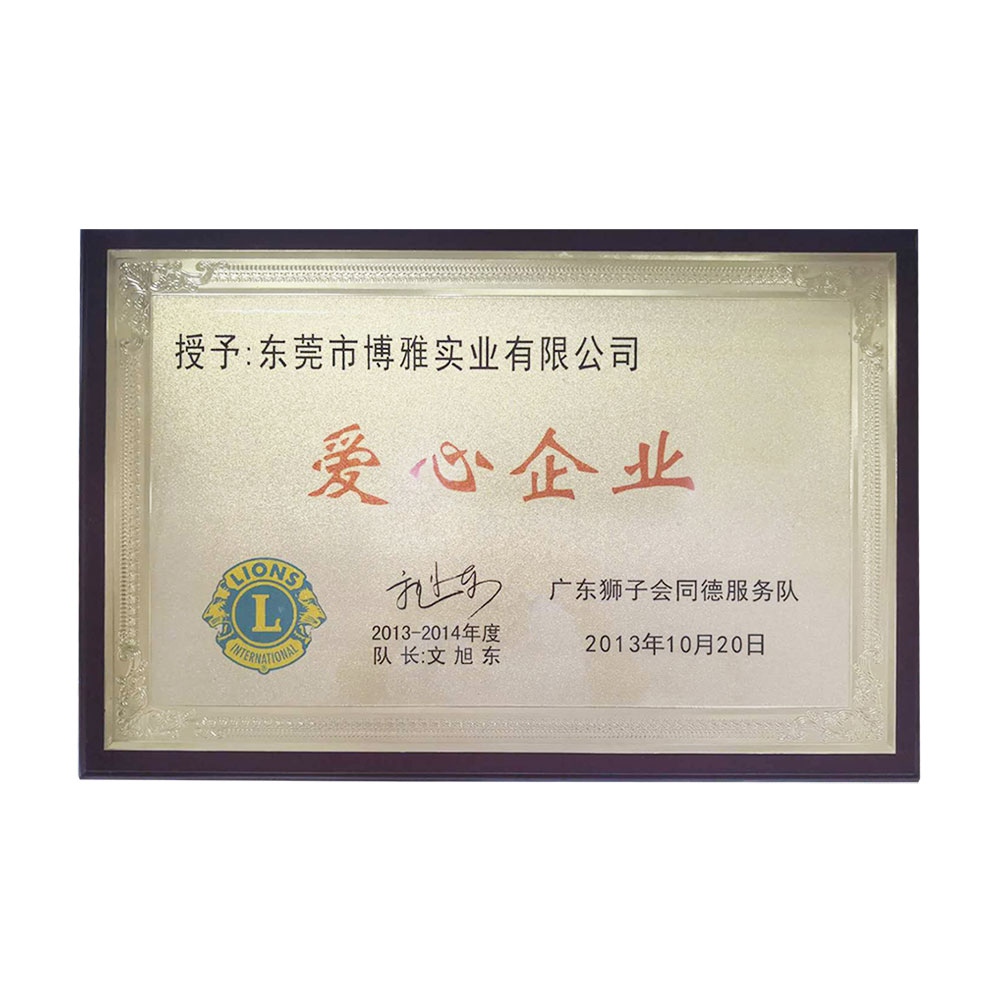 授予:东莞市博雅实业有限公司
爱心企业
LIONS
L
INTERNATIONAL
®
2013-2014年度
队长:文旭东
广东狮子会同德服务队
2013年10月20日